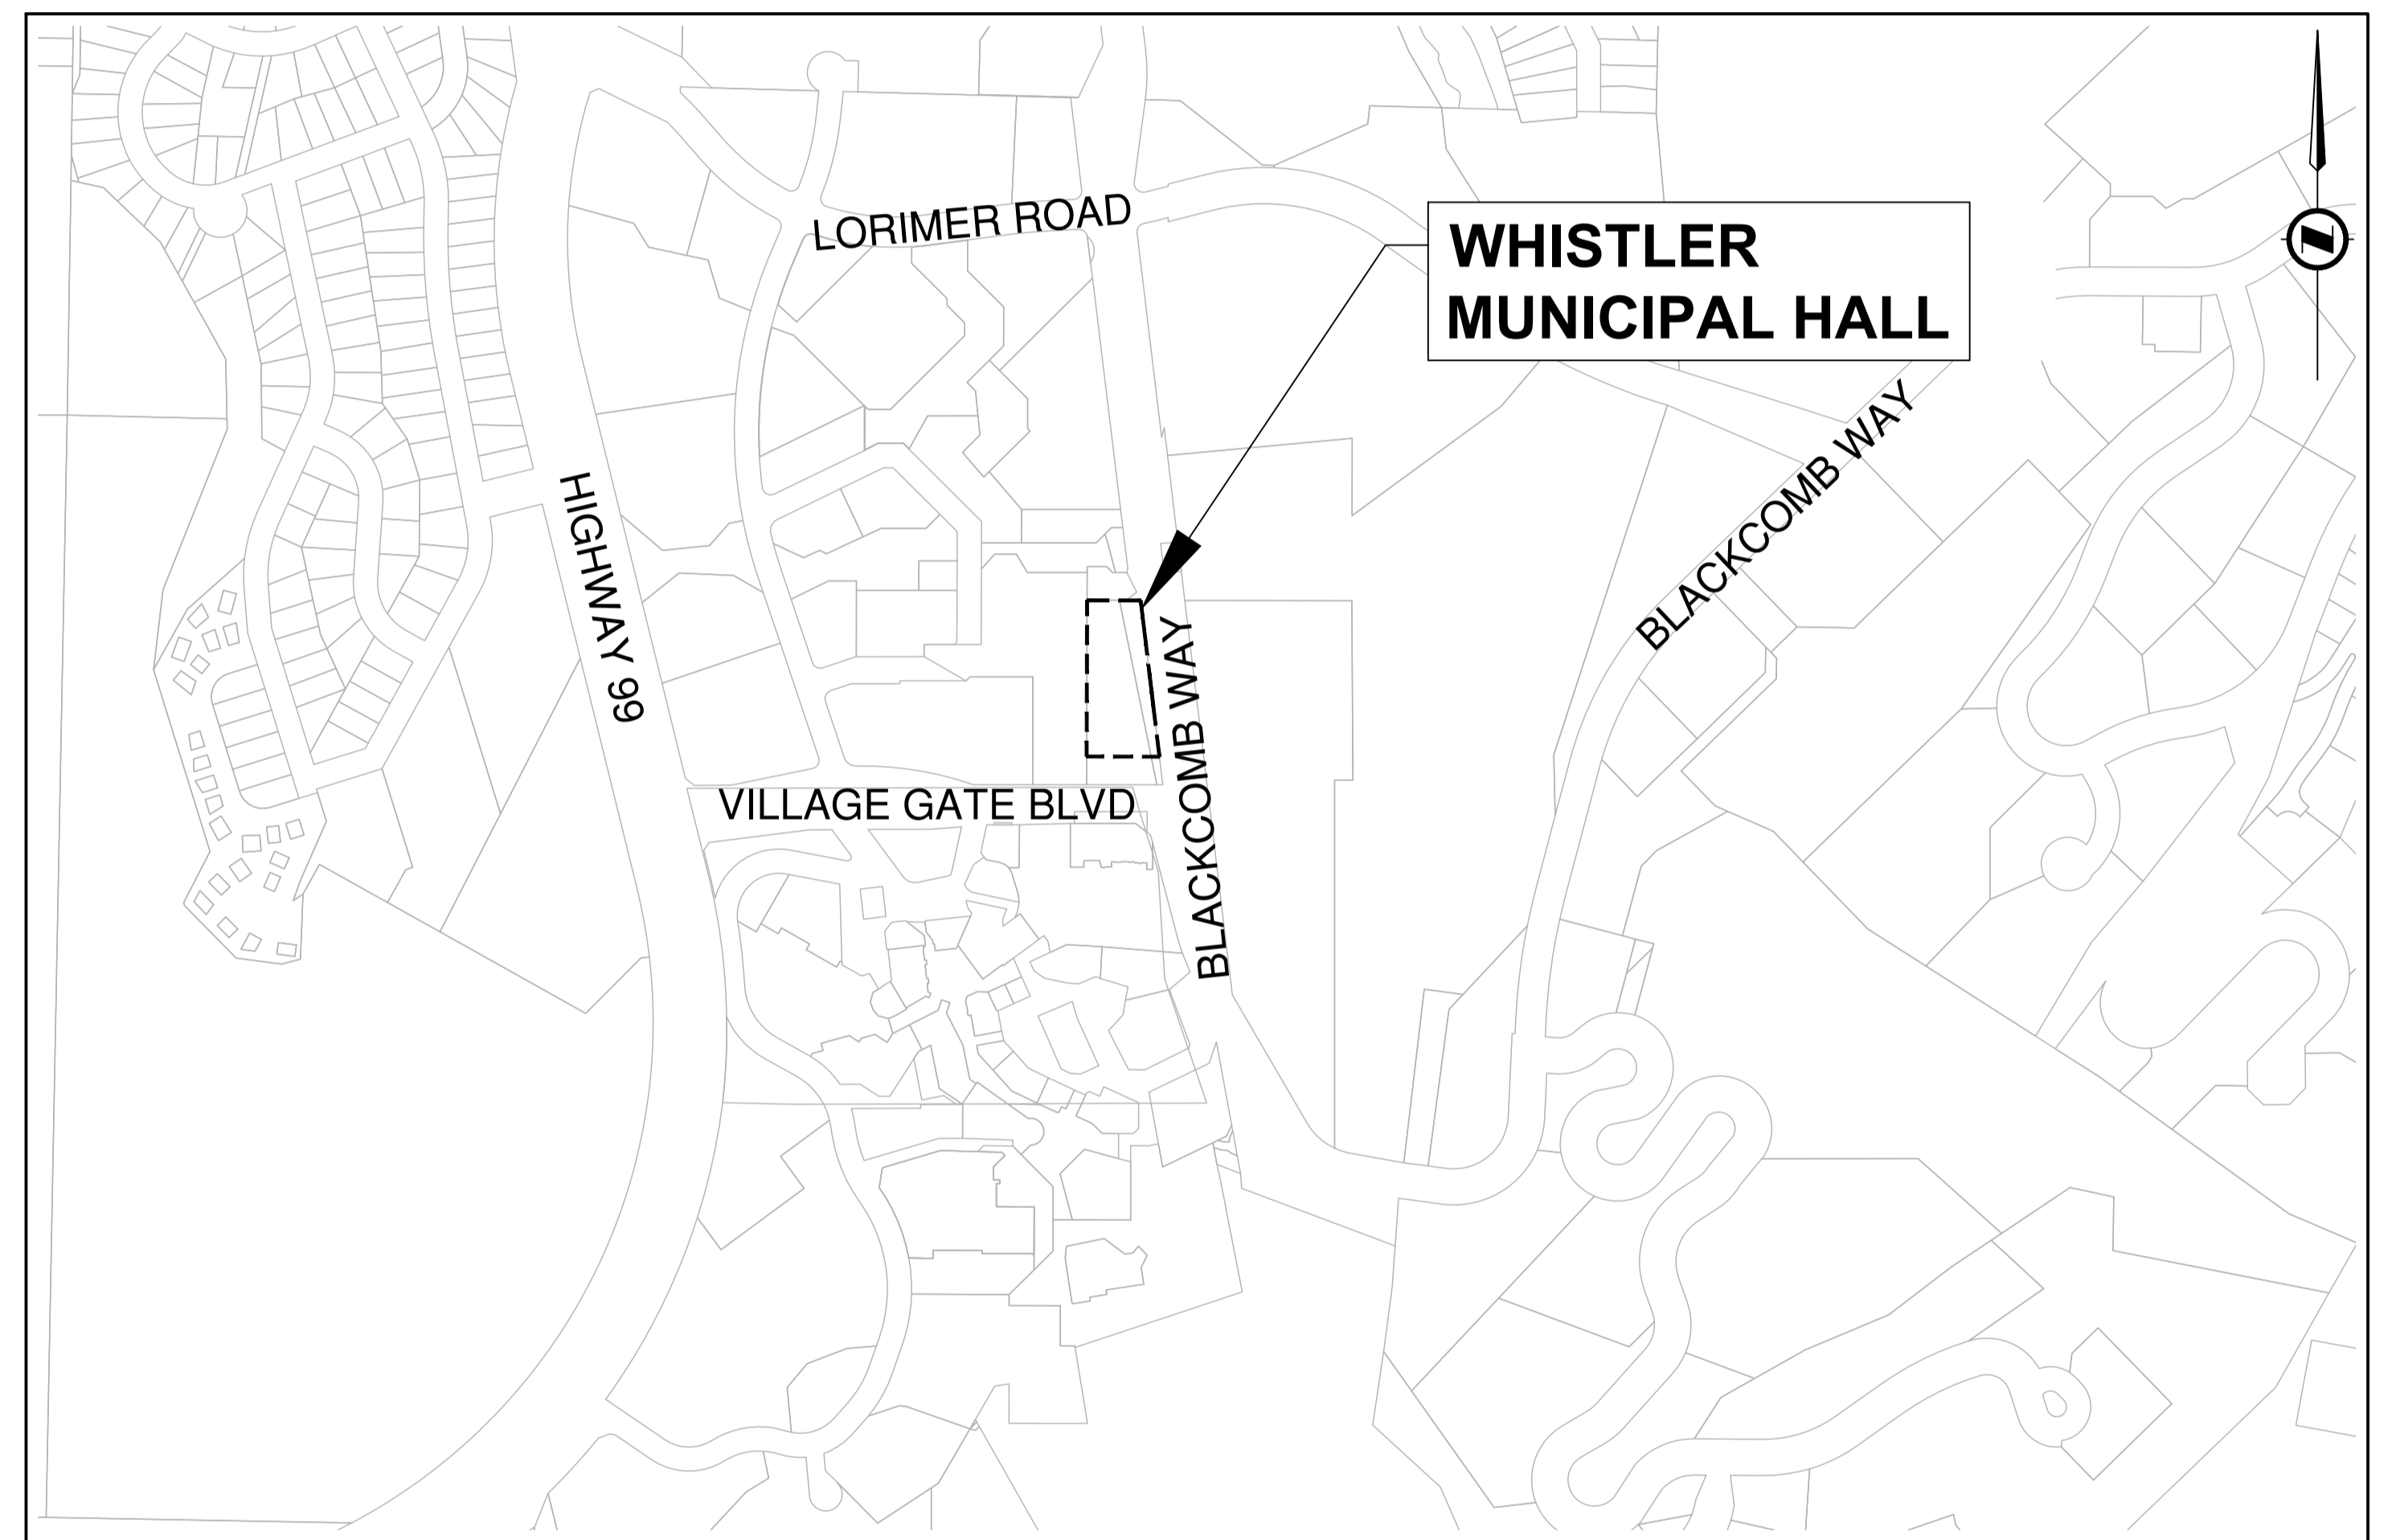 LORIMER ROAD
WHISTLER
MUNICIPAL HALL
N
BLACKCOMB WAY
HIGHWAY 99
BLACKCOMB WAY
VILLAGE GATE BLVD